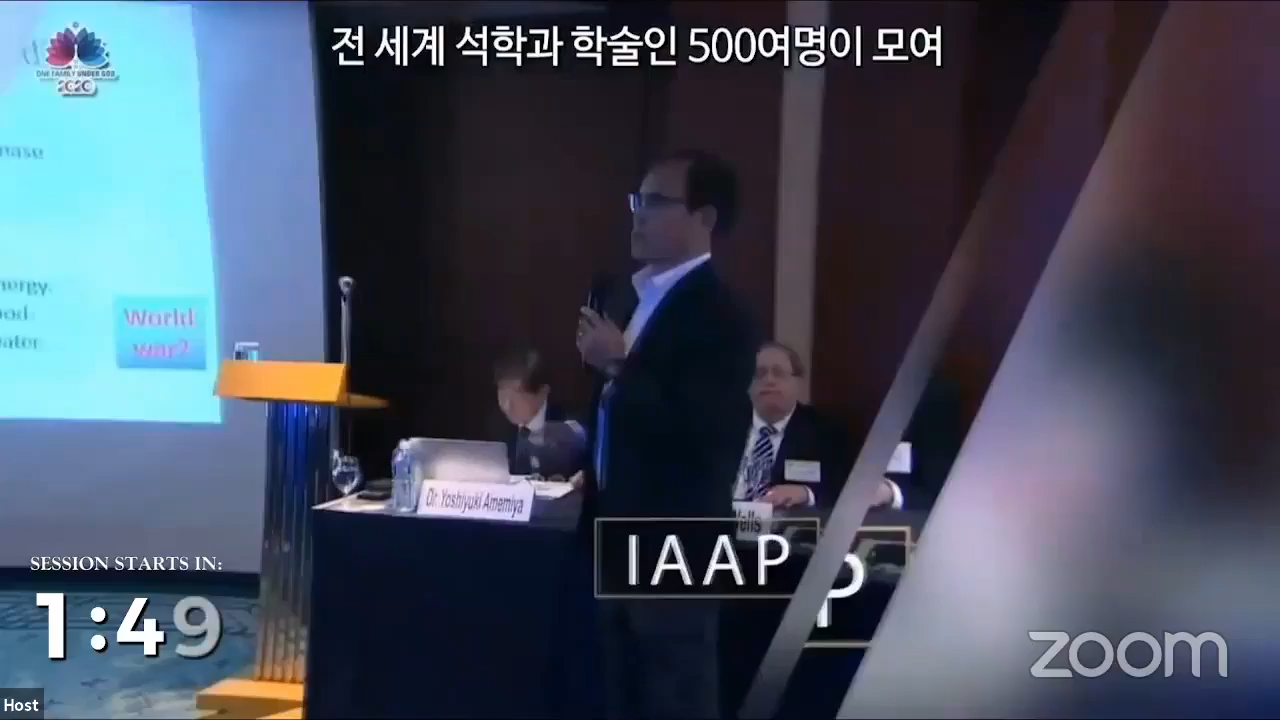 전 세계 석학과 학술인 500여명이 모여
ONE FAMILY UNDER GOD
2020
World
war?
Dr. Yoshiyuki Amemiya
IAAP
P
SESSION STARTS IN:
1:49
zoom
Host